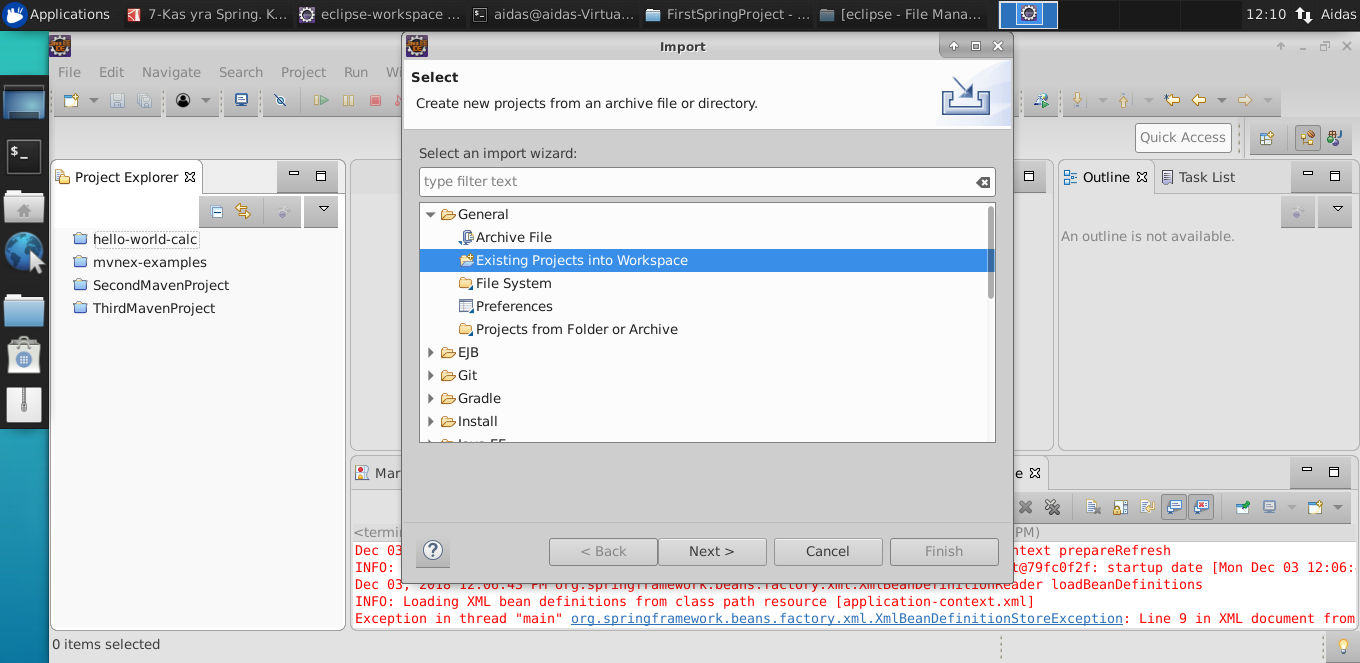 Applications
7-Kas yra Spring. K...
eclipse-workspace ...
aidas@aidas-Virtua...
FirstSpringProject - ...
[eclipse - File Mana...
12:10
Aidas
Import
File Edit Navigate Search Project Run
Select
Create new projects from an archive file or directory.
Quick Access
Select an import wizard:
type filter text
Project Explorer
hello-world-calc
mvnex-examples
SecondMavenProject
ThirdMavenProject
General
Archive File
Existing Projects into Workspace
File System
Preferences
Projects from Folder or Archive
EJB
Git
Gradle
Install
Outline
Task List
An outline is not available.
< Back
Next >
Cancel
Finish
Mar
PM)
Dec 03
ntext prepareRefresh
INFO:
t@79fc0f2f: startup date [Mon Dec 03 12:06:
Dec 03, 2018 12:06:43 PM org.springframework.beans.factory.xml.XmlBeanDefinitionReader loadBeanDefinitions
INFO: Loading XML bean definitions from class path resource [application-context.xml]
Exception in thread "main" org.springframework.beans.factory.xml.XmlBeanDefinitionStoreException: Line 9 in XML document from
0 items selected